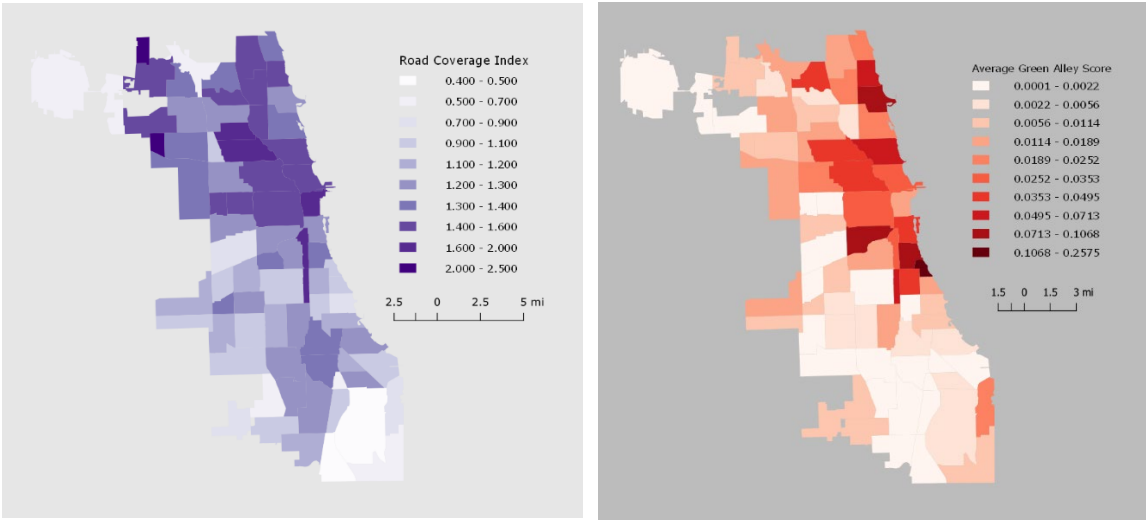 Road Coverage Index
0.400 - 0.500
0.500 - 0.700
0.700 - 0.900
0.900 - 1.100
1.100 - 1.200
1.200 - 1.300
1.300 - 1.400
1.400 - 1.600
1.600 - 2.000
2.000 - 2.500
2.5 0 2.5 5 mi
Average Green Alley Score
0.0001 - 0.0022
0.0022 - 0.0056
0.0056 - 0.0114
0.0114 - 0.0189
0.0189 - 0.0252
0.0252 - 0.0353
0.0353 - 0.0495
0.0495 - 0.0713
0.0713 - 0.1068
0.1068 - 0.2575
1.5 0 1.5 3 mi